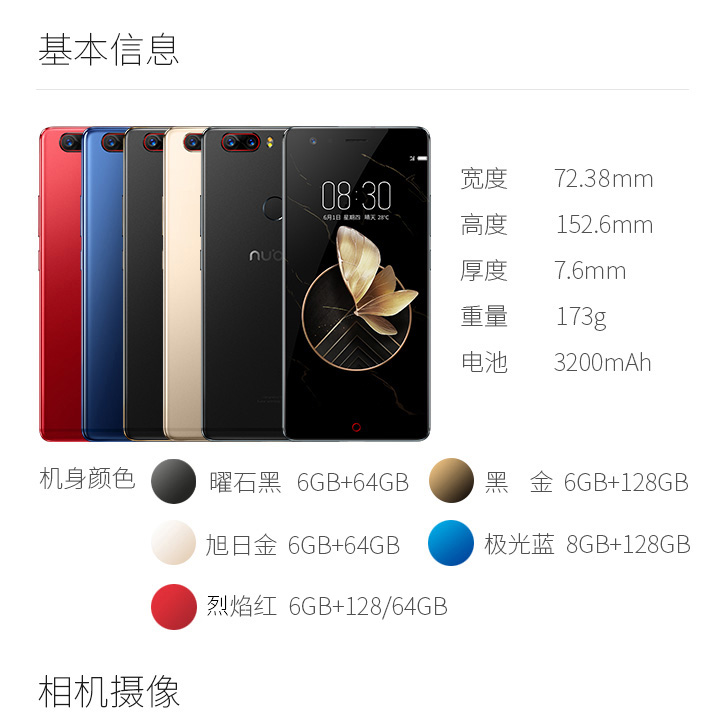 基本信息
08:30
6月1日 星期四 晴天 28℃
宽度 72.38mm
高度 152.6mm
厚度 7.6mm
重量 173g
电池 3200mAh
机身颜色
曜石黑 6GB+64GB
黑 金 6GB+128GB
旭日金 6GB+64GB
极光蓝 8GB+128GB
烈焰红 6GB+128/64GB
相机摄像